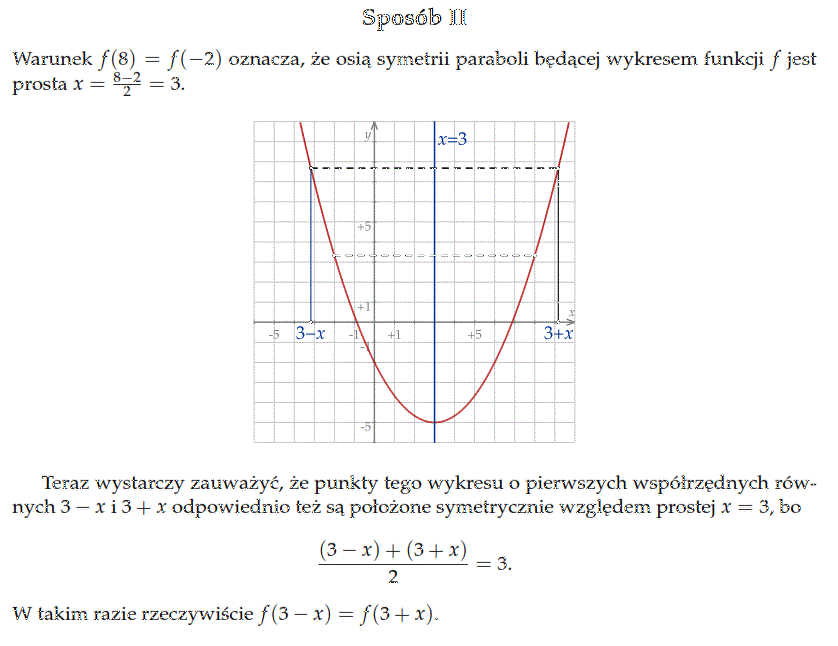 Sposób II
Warunek f(8) = f(−2) oznacza, że osią symetrii paraboli będącej wykresem funkcji f jest
prosta x = \frac{8−2}{2} = 3.
y
x=3
+5
+1
x
-5
3−x
-1
+1
+5
3+x
-1
-5
Teraz wystarczy zauważyć, że punkty tego wykresu o pierwszych współrzędnych rów-
nych 3 − x i 3 + x odpowiednio też są położone symetrycznie względem prostej x = 3, bo
\frac{(3 − x) + (3 + x)}{2} = 3.
W takim razie rzeczywiście f(3 − x) = f(3 + x).